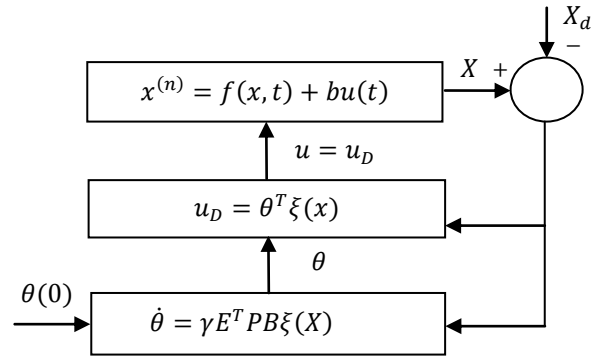 X_d
−
X +
x^{(n)} = f(x, t) + bu(t)
u = u_D
u_D = θ^T ξ(x)
θ
θ(0)
θ̇ = γE^T PBξ(X)